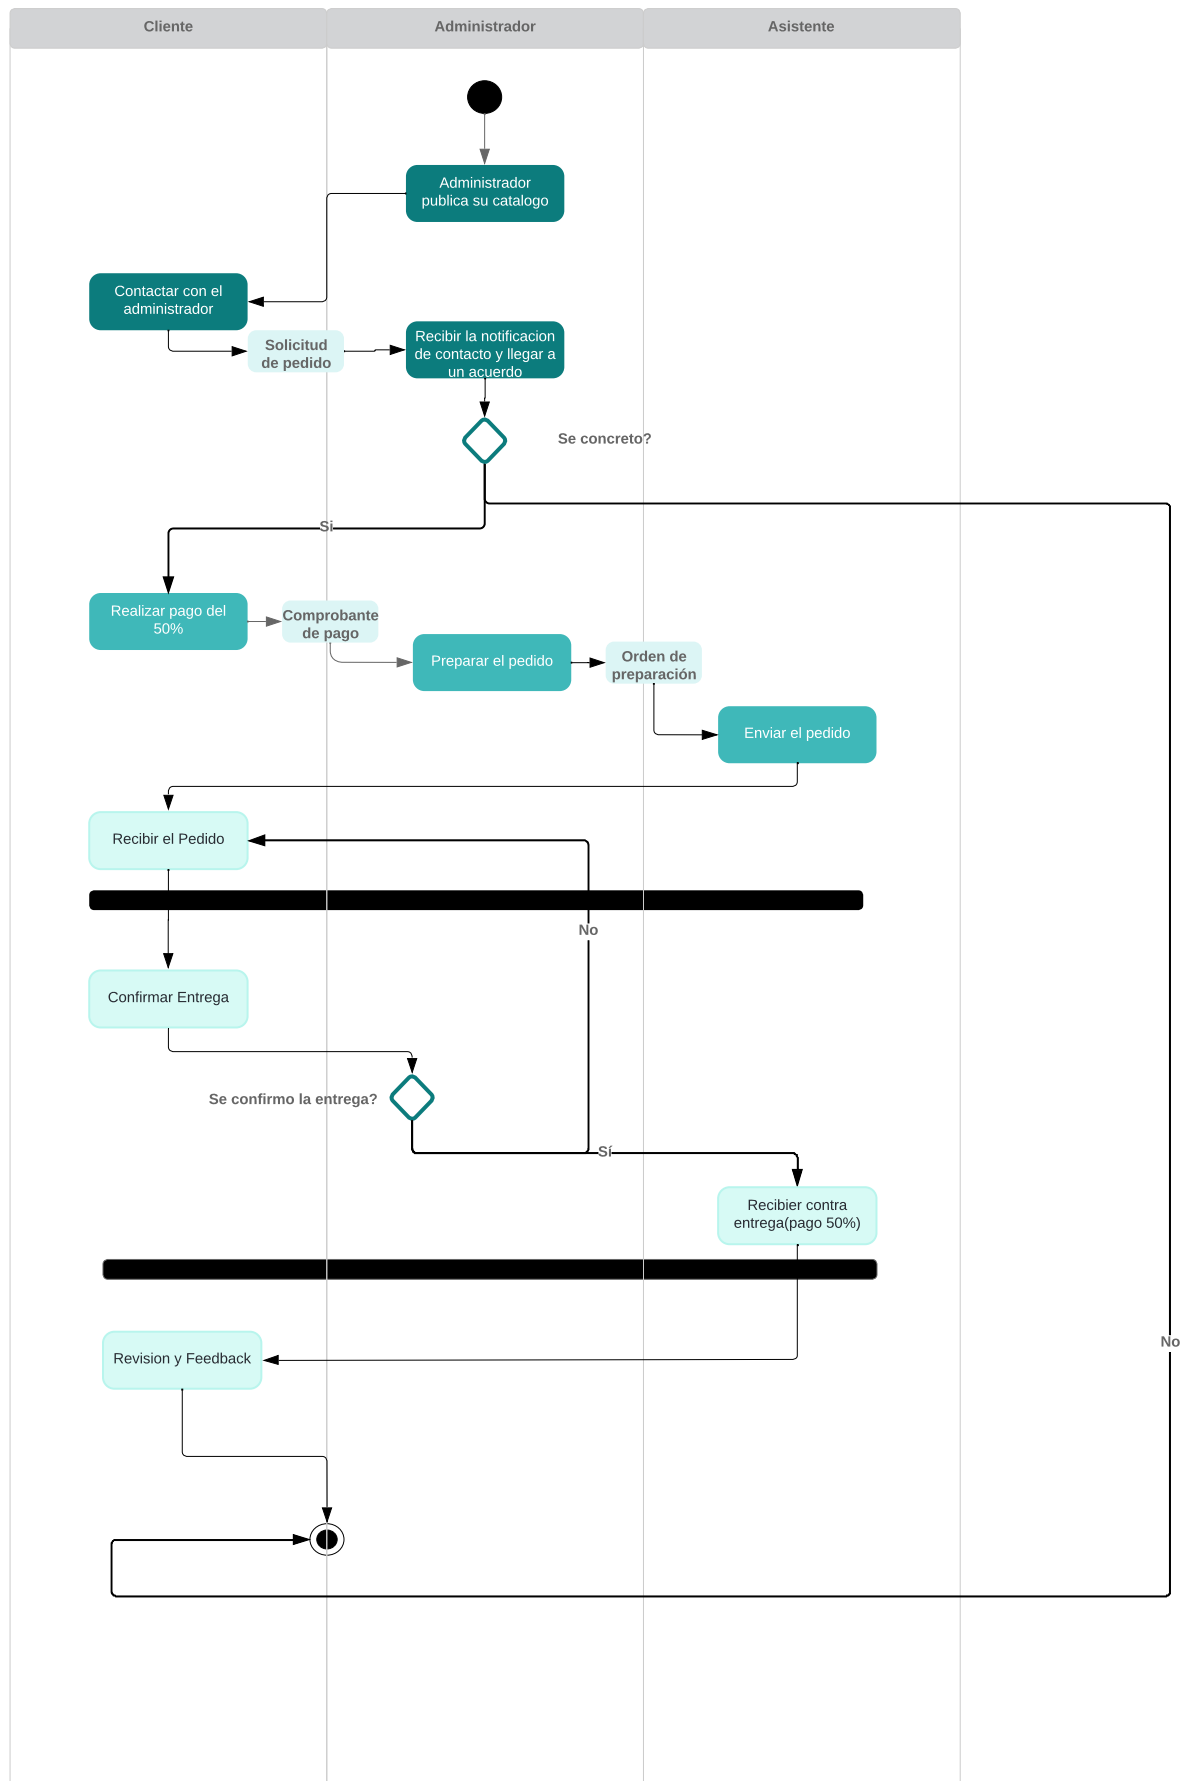 Cliente
Administrador
Asistente
Administrador
publica su catalogo
Contactar con el
administrador
Solicitud
de pedido
Recibir la notificacion
de contacto y llegar a
un acuerdo
Se concreto?
Si
Realizar pago del
50%
Comprobante
de pago
Preparar el pedido
Orden de
preparación
Enviar el pedido
Recibir el Pedido
No
Confirmar Entrega
Se confirmo la entrega?
Sí
Recibier contra
entrega(pago 50%)
No
Revision y Feedback